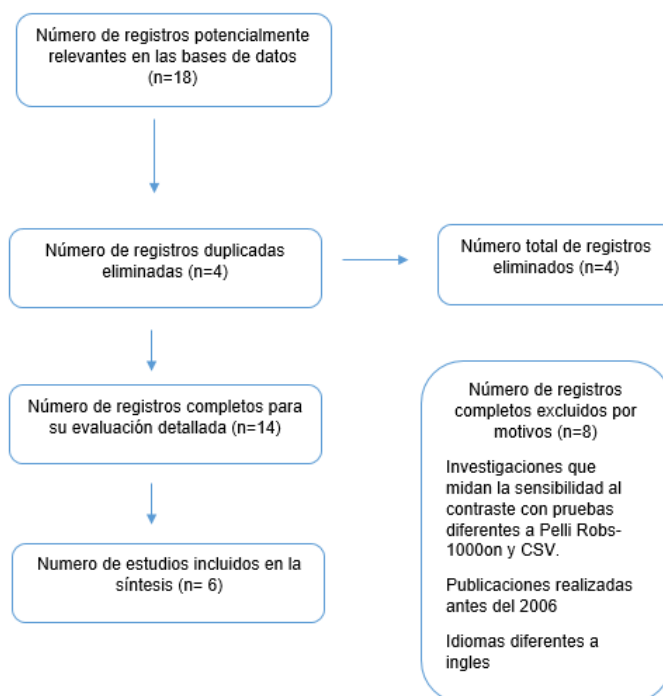 Número de registros potencialmente
relevantes en las bases de datos
(n=18)
Número de registros duplicadas
eliminadas (n=4)
Número total de registros
eliminados (n=4)
Número de registros completos para
su evaluación detallada (n=14)
Número de registros
completos excluidos por
motivos (n=8)
Investigaciones que
midan la sensibilidad al
contraste con pruebas
diferentes a Pelli Robs-
1000on y CSV.
Publicaciones realizadas
antes del 2006
Idiomas diferentes a
ingles
Numero de estudios incluidos en la
síntesis (n= 6)